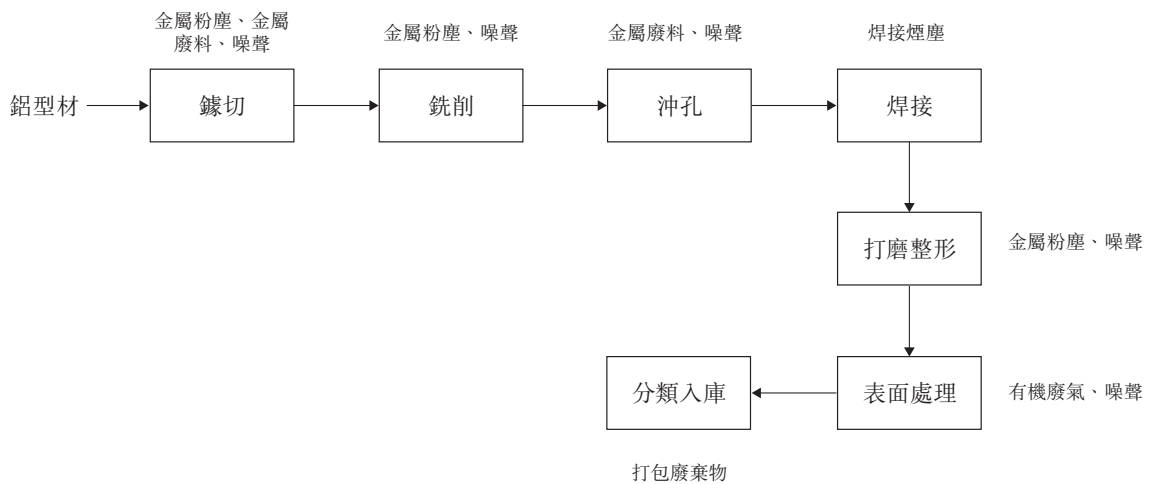 金屬粉塵、金屬
廢料、噪聲
金屬粉塵、噪聲
金屬廢料、噪聲
焊接煙塵
鋁型材
鐻切
銑削
沖孔
焊接
打磨整形
金屬粉塵、噪聲
分類入庫
表面處理
有機廢氣、噪聲
打包廢棄物